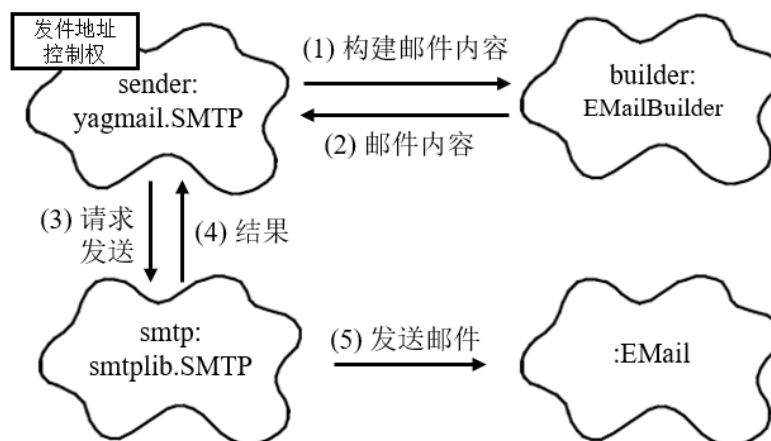 发件地址
控制权
sender:
yagmail.SMTP
(1) 构建邮件内容
builder:
EMailBuilder
(2) 邮件内容
(3) 请求
发送
(4) 结果
smtp:
smtplib.SMTP
(5) 发送邮件
:EMail